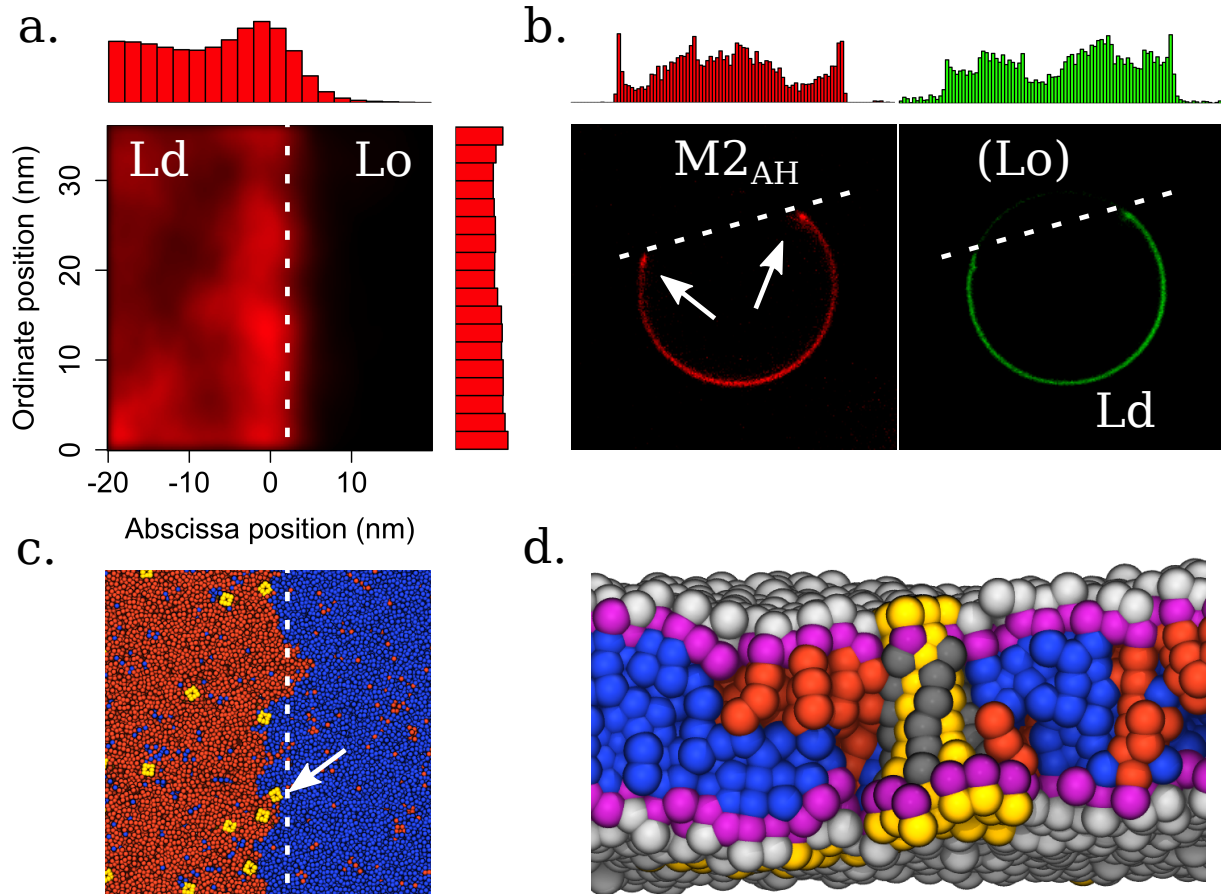 a.
b.
Ld
Lo
Ordinate position (nm)
30
20
10
0
-20
-10
0
10
Abscissa position (nm)
M2AH
(Lo)
Ld
c.
d.